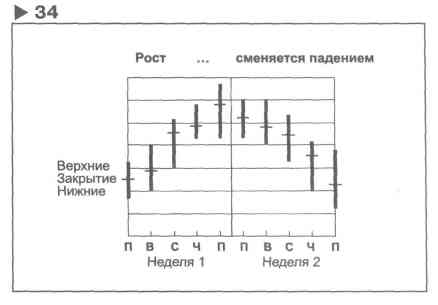 ▶ 34
Рост ... сменяется падением
Верхние
Закрытие
Нижние
П В С Ч П П В С Ч П
Неделя 1 Неделя 2